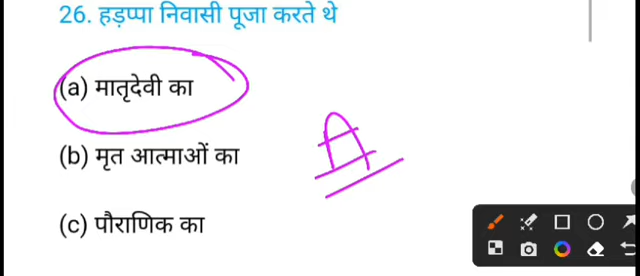 26. हड़प्पा निवासी पूजा करते थे
(a) मातृदेवी का
A
(b) मृत आत्माओं का
(c) पौराणिक का